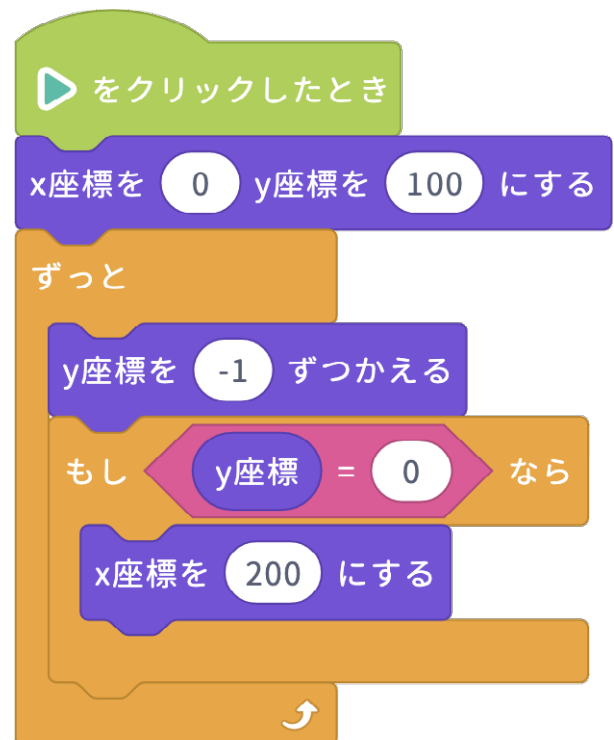 をクリックしたとき
x座標を 0 y座標を 100 にする
ずっと
y座標を -1 ずつかえる
もし y座標 = 0 なら
x座標を 200 にする